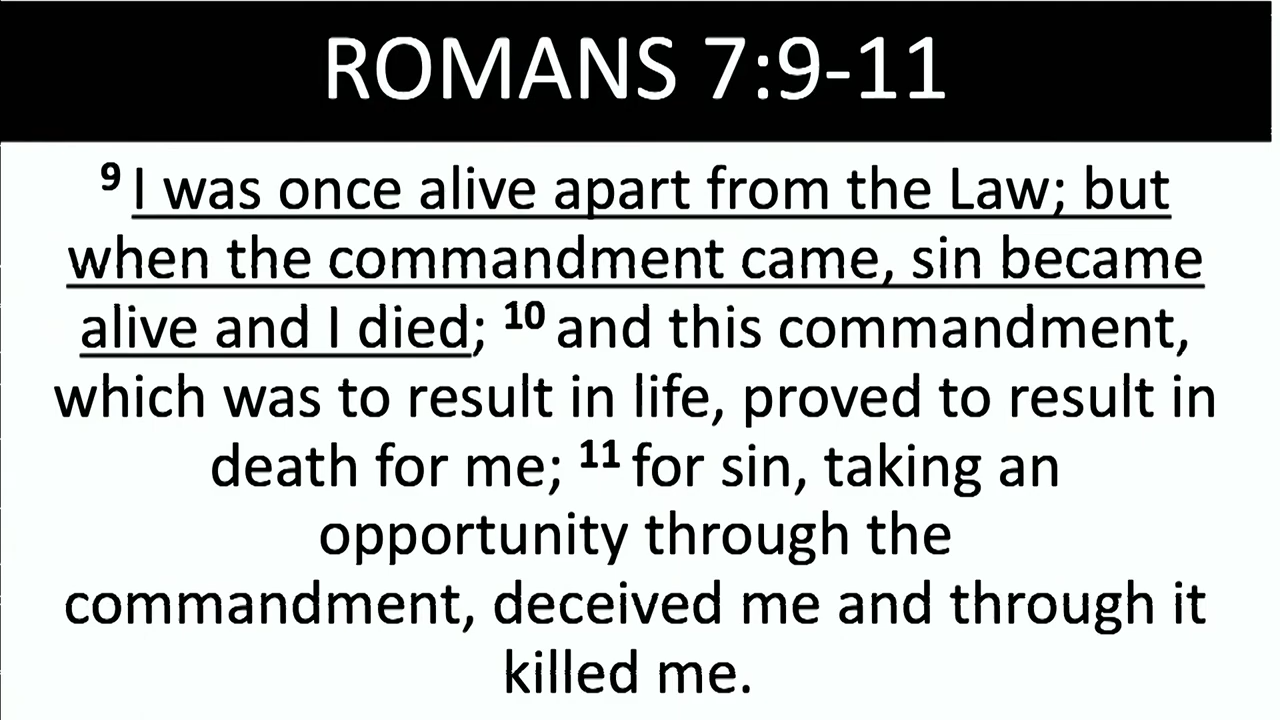 ROMANS 7:9-11
9 I was once alive apart from the Law; but
when the commandment came, sin became
alive and I died; 10 and this commandment,
which was to result in life, proved to result in
death for me; 11 for sin, taking an
opportunity through the
commandment, deceived me and through it
killed me.